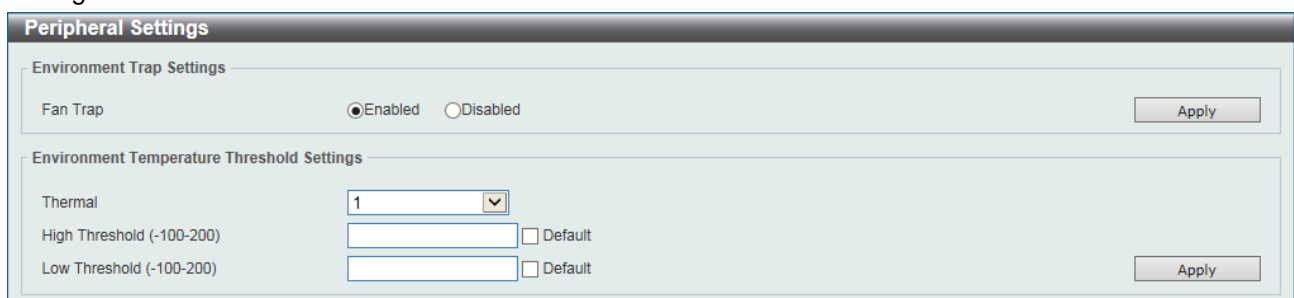 Peripheral Settings
Environment Trap Settings
Fan Trap Enabled Disabled Apply
Environment Temperature Threshold Settings
Thermal 1
High Threshold (-100-200) Default
Low Threshold (-100-200) Default Apply